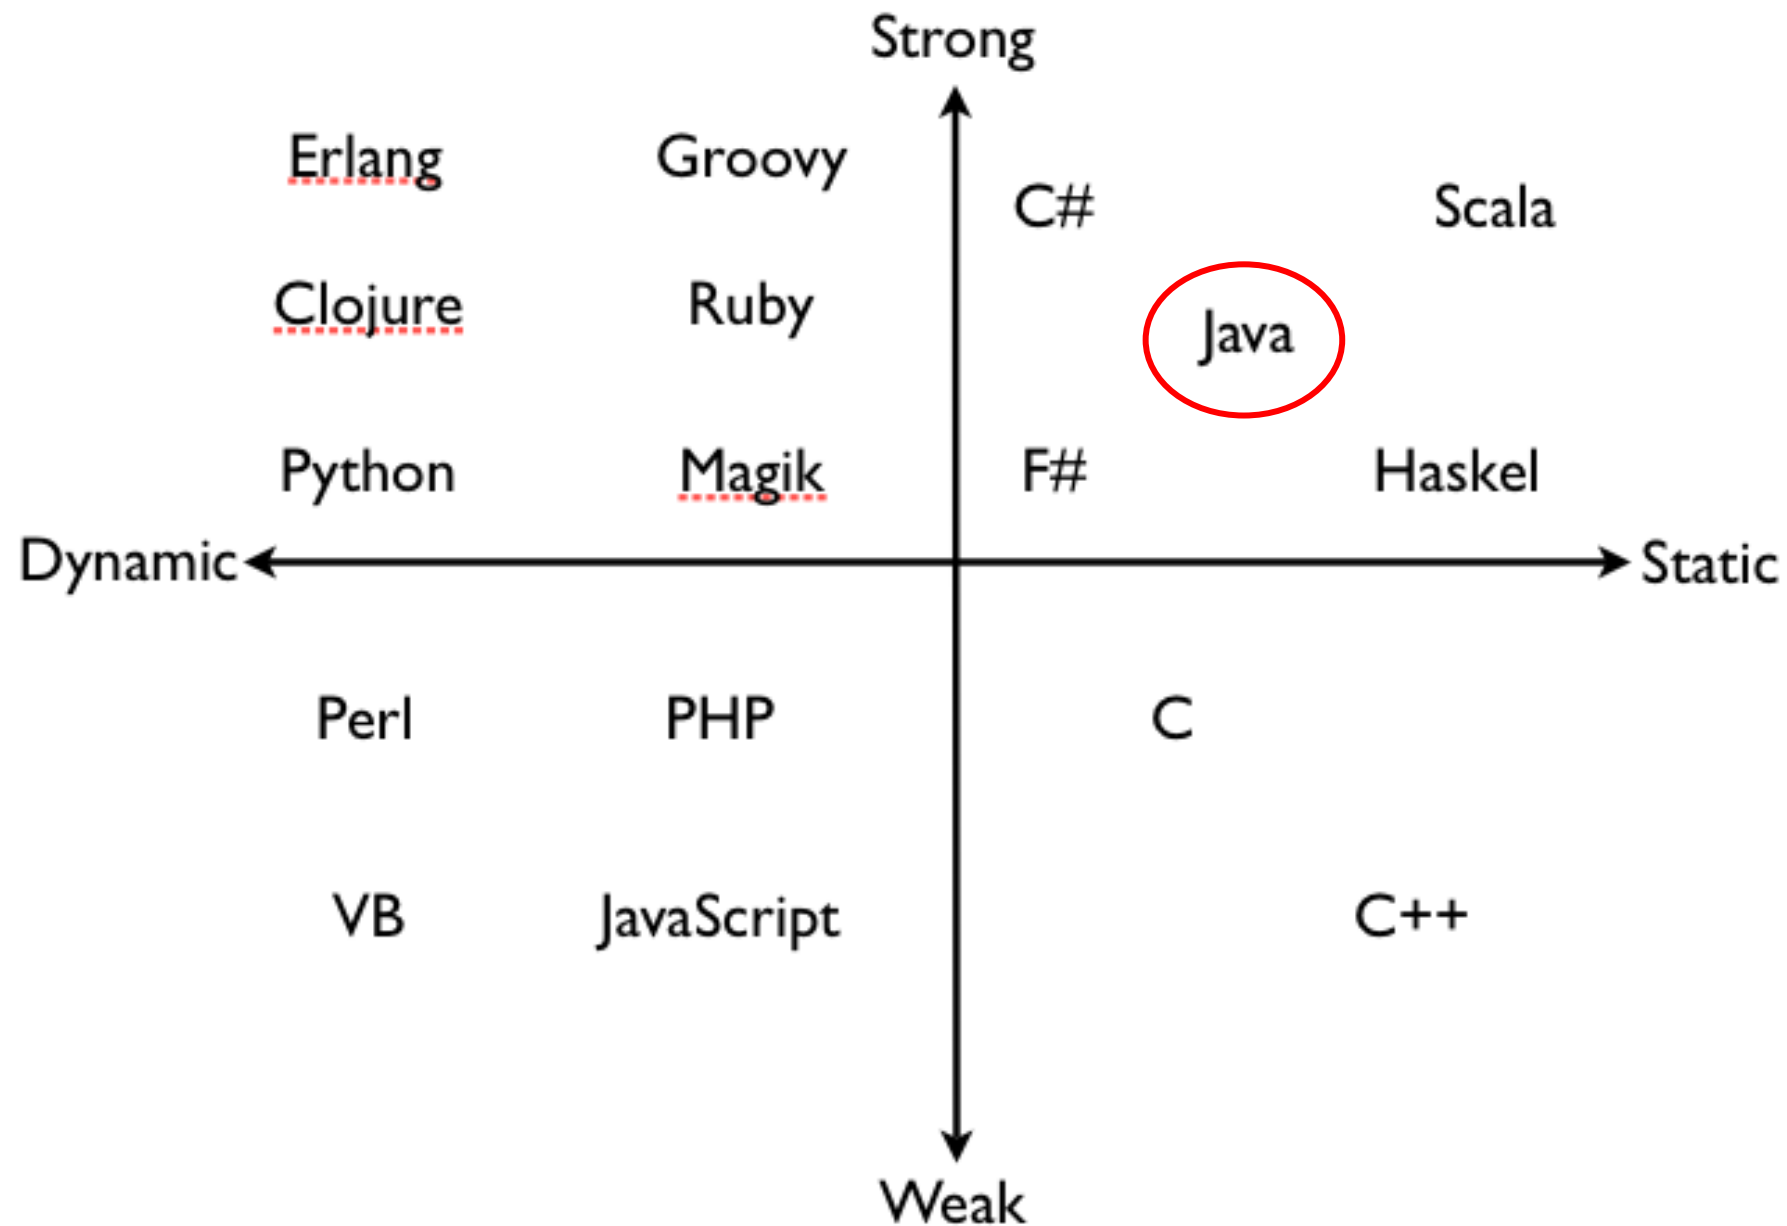 Strong
Erlang
Groovy
C#
Scala
Clojure
Ruby
Java
Python
Magik
F#
Haskel
Dynamic
Static
Perl
PHP
C
VB
JavaScript
C++
Weak